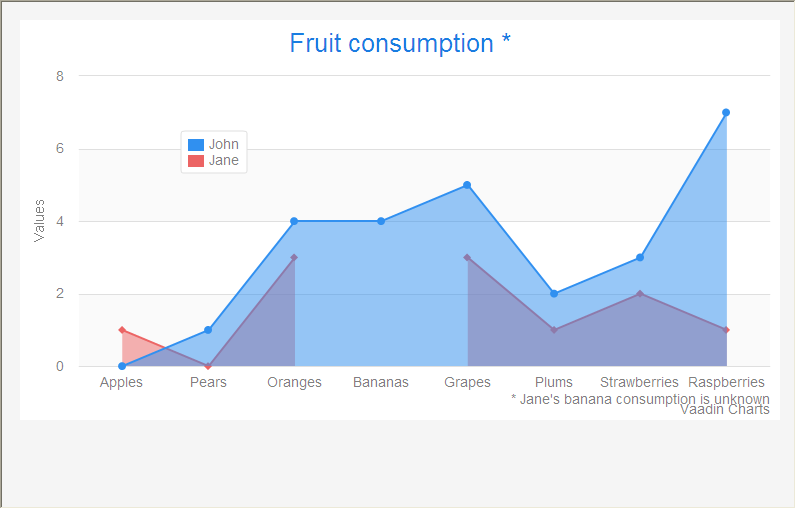 Fruit consumption *
8
6
4
2
0
Values
John
Jane
Apples Pears Oranges Bananas Grapes Plums Strawberries Raspberries
* Jane's banana consumption is unknown
Vaadin Charts